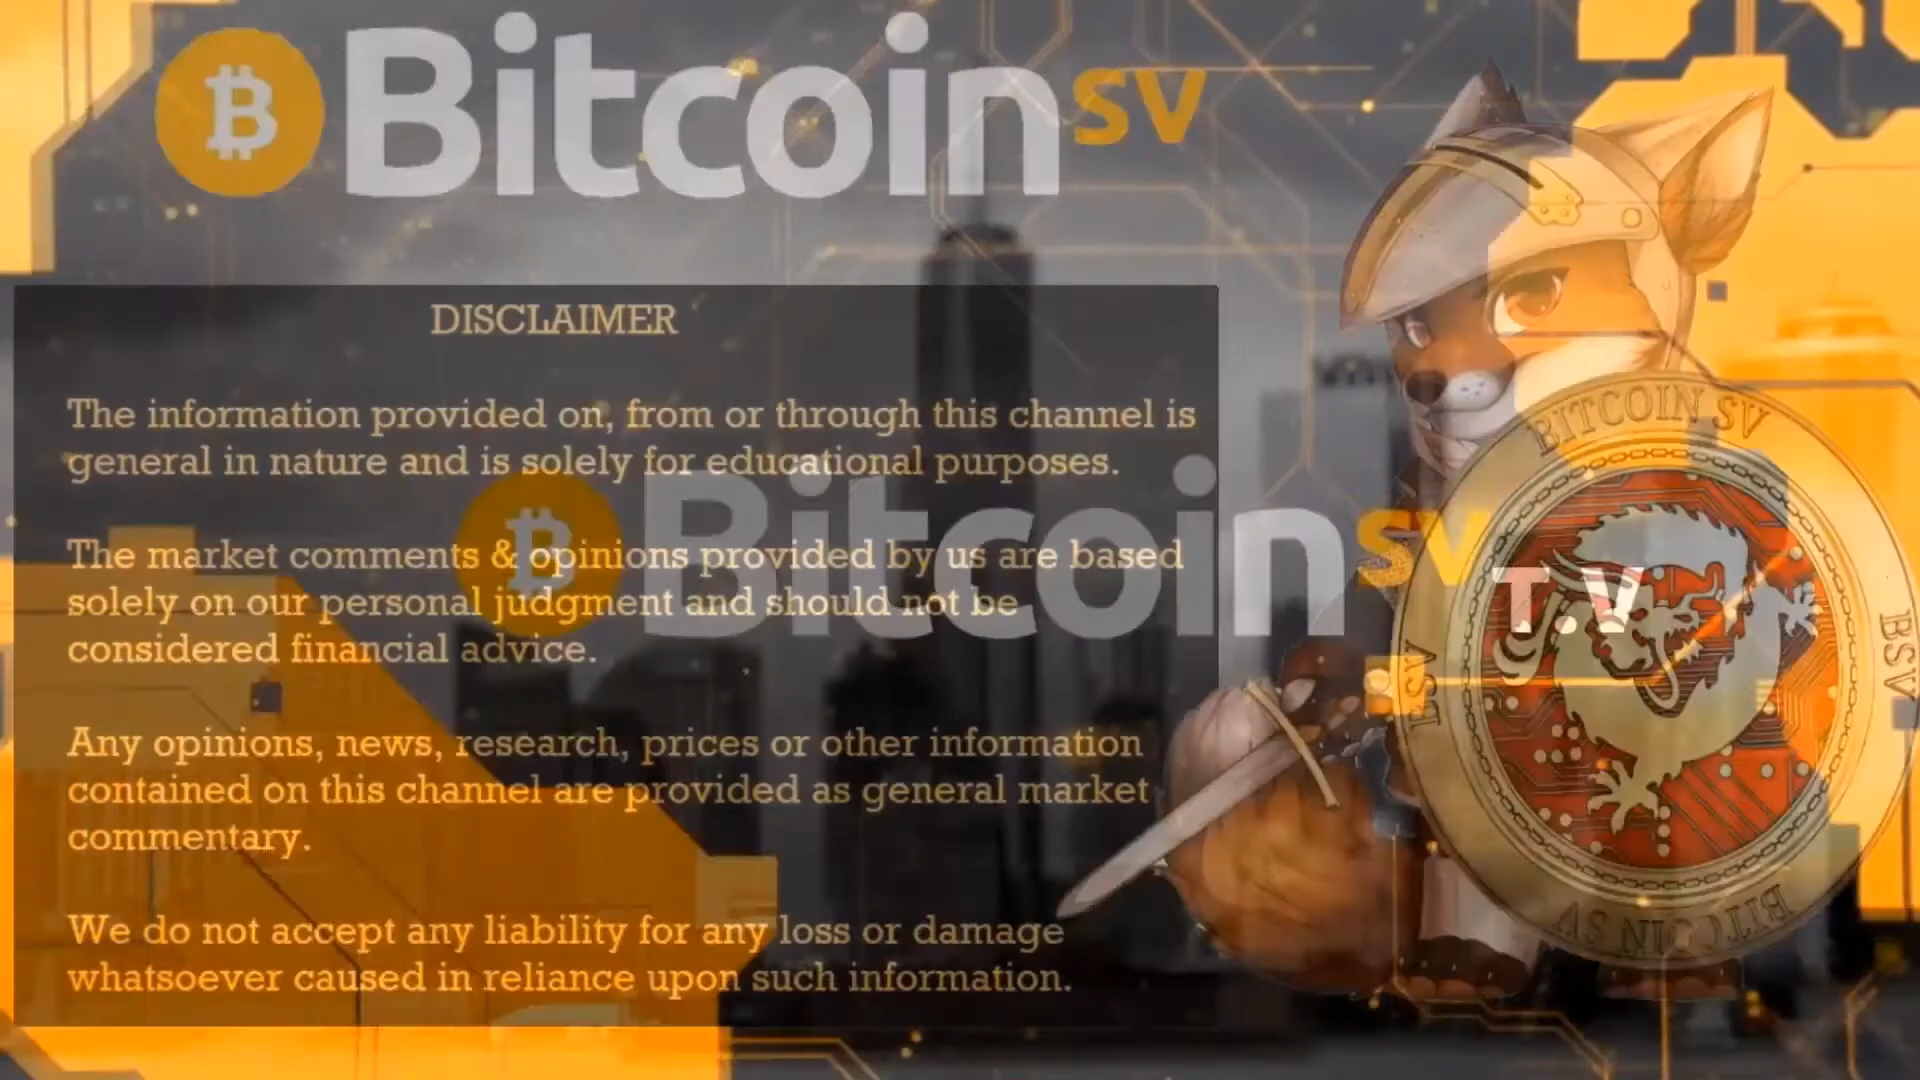 Bitcoin SV
DISCLAIMER
The information provided on, from or through this channel is
general in nature and is solely for educational purposes.
Bitcoin SV T.V
The market comments & opinions provided by us are based
solely on our personal judgment and should not be
considered financial advice.
Any opinions, news, research, prices or other information
contained on this channel are provided as general market
commentary.
We do not accept any liability for any loss or damage
whatsoever caused in reliance upon such information.
BITCOIN SV
BSV
BITCOIN SV
BSV